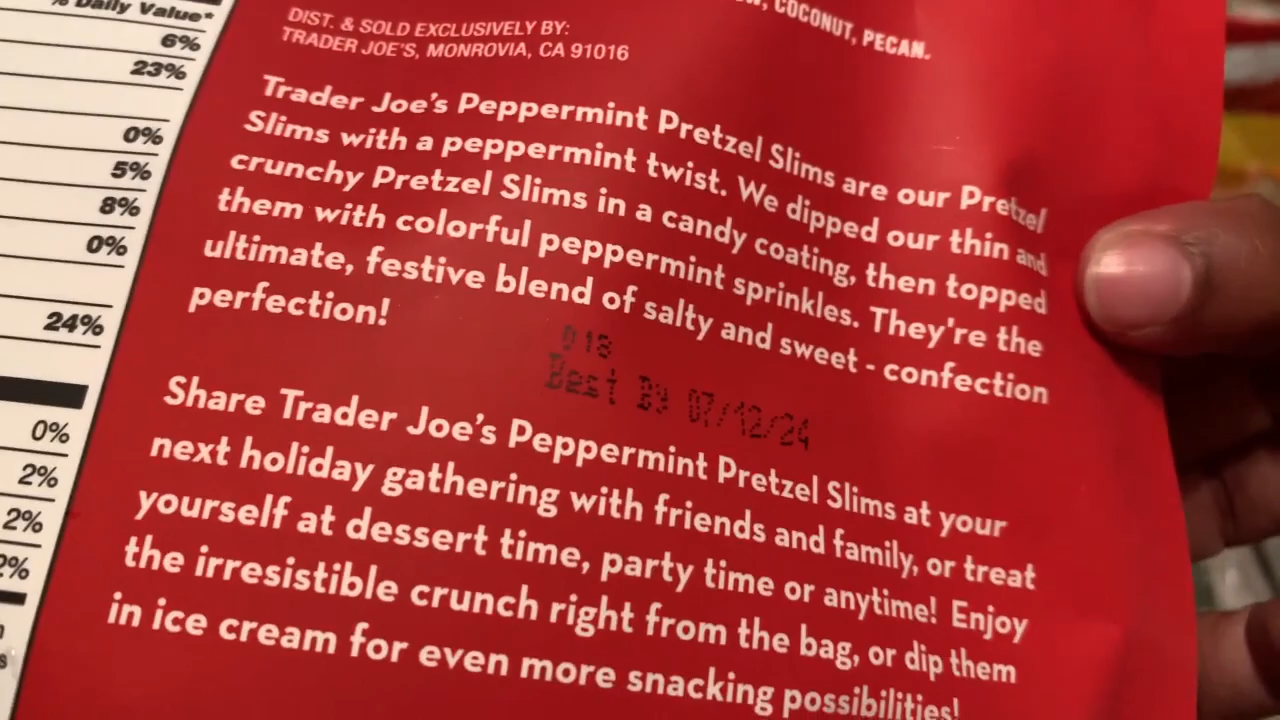 % Daily Value*
6%
23%
0%
5%
8%
0%
24%
0%
2%
2%
DIST. & SOLD EXCLUSIVELY BY:
TRADER JOE'S, MONROVIA, CA 91016
COCONUT, PECAN.
Trader Joe's Peppermint Pretzel Slims are our Pretzel
Slims with a peppermint twist. We dipped our thin and
crunchy Pretzel Slims in a candy coating, then topped
them with colorful peppermint sprinkles. They're the
ultimate, festive blend of salty and sweet - confection
perfection!
Best By 07/12/24
Share Trader Joe's Peppermint Pretzel Slims at your
next holiday gathering with friends and family, or treat
yourself at dessert time, party time or anytime! Enjoy
the irresistible crunch right from the bag, or dip them
in ice cream for even more snacking possibilities!